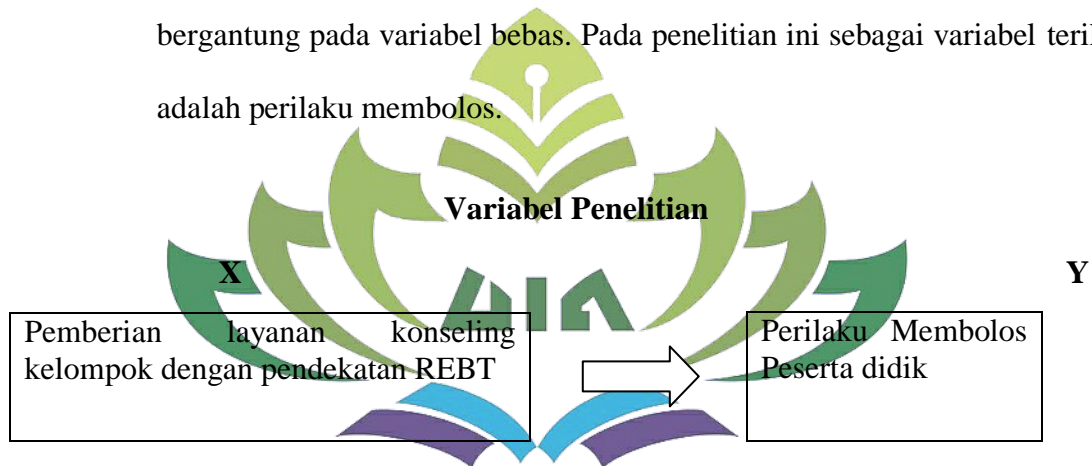 bergantung pada variabel bebas. Pada penelitian ini sebagai variabel
adalah perilaku membolos.
Variabel Penelitian
X Y
Pemberian layanan konseling
kelompok dengan pendekatan REBT
Perilaku Membolos
Peserta didik